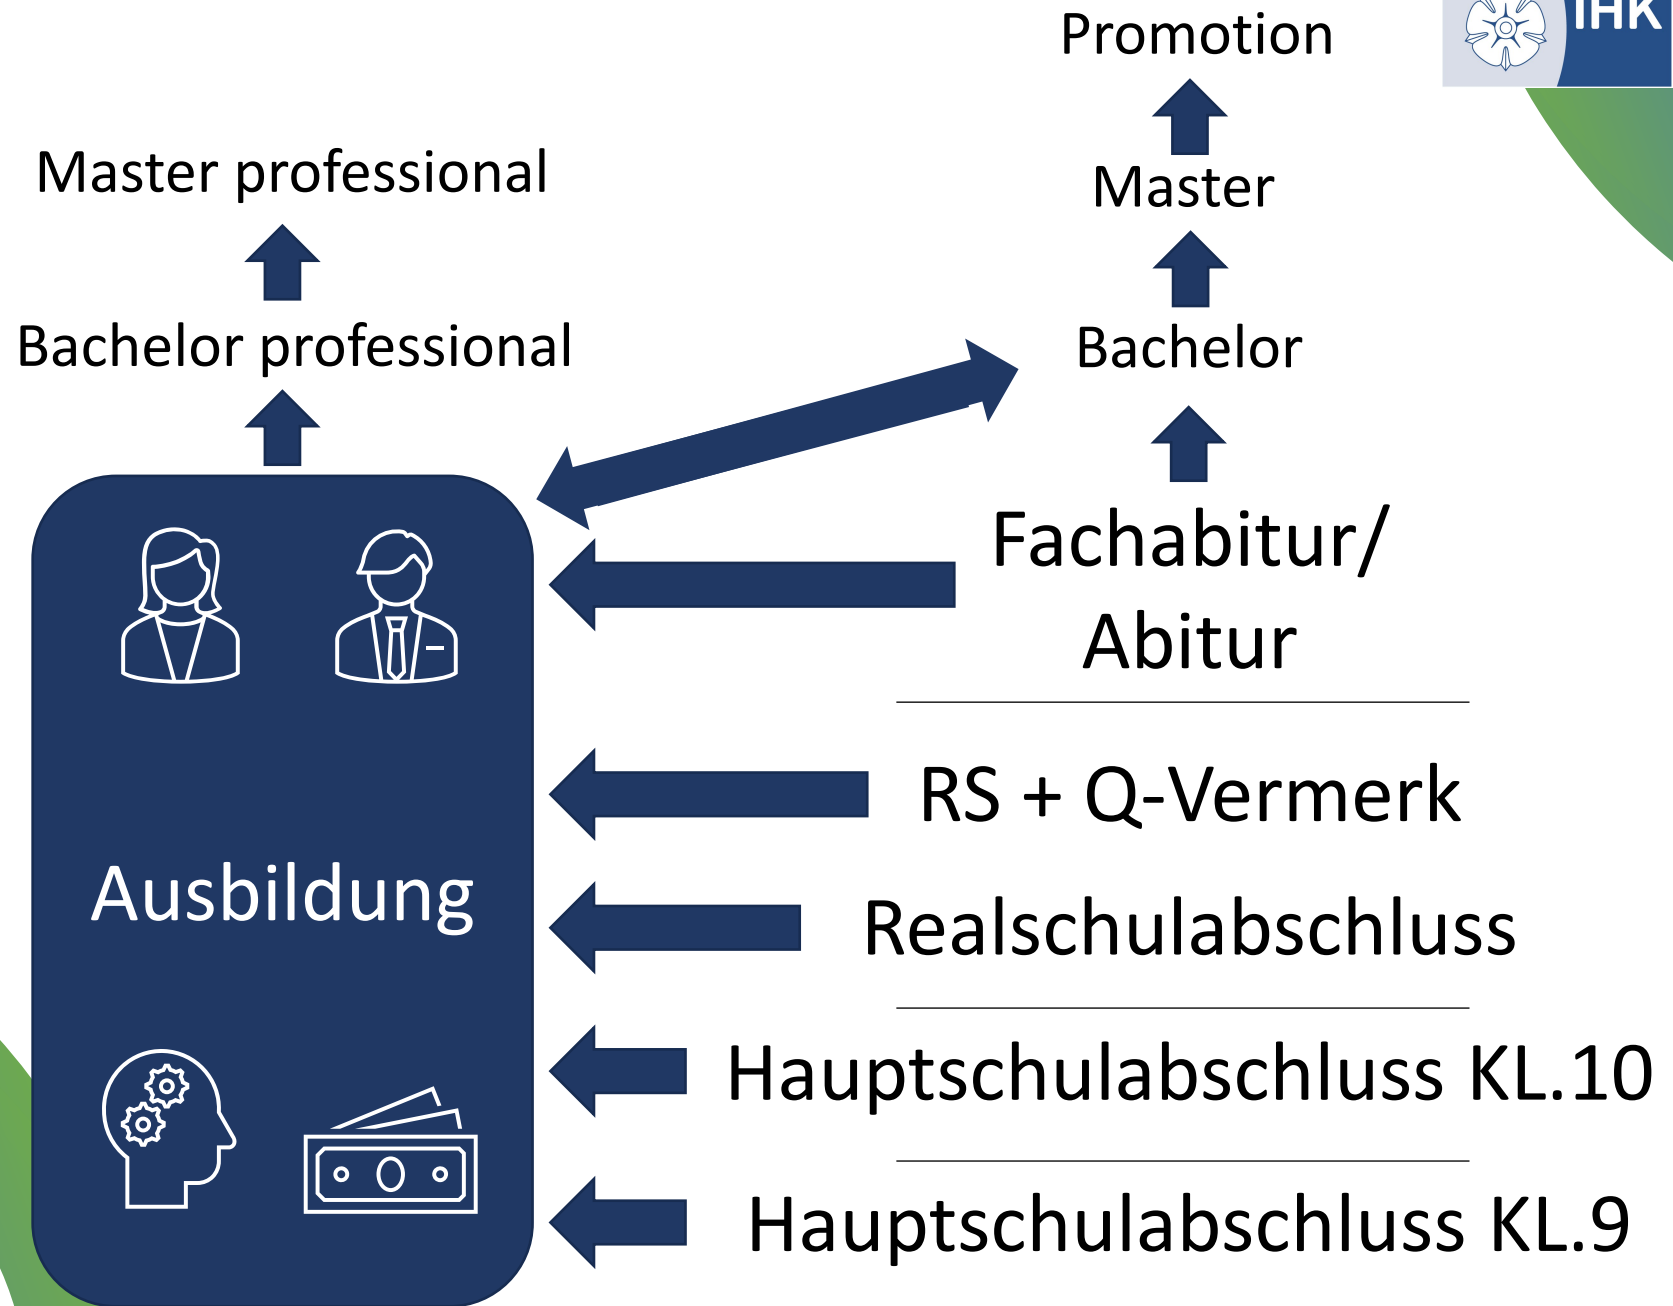 IHK
Promotion
Master professional
Master
Bachelor professional
Bachelor
Fachabitur/
Abitur
RS + Q-Vermerk
Ausbildung
Realschulabschluss
Hauptschulabschluss KL.10
Hauptschulabschluss KL.9